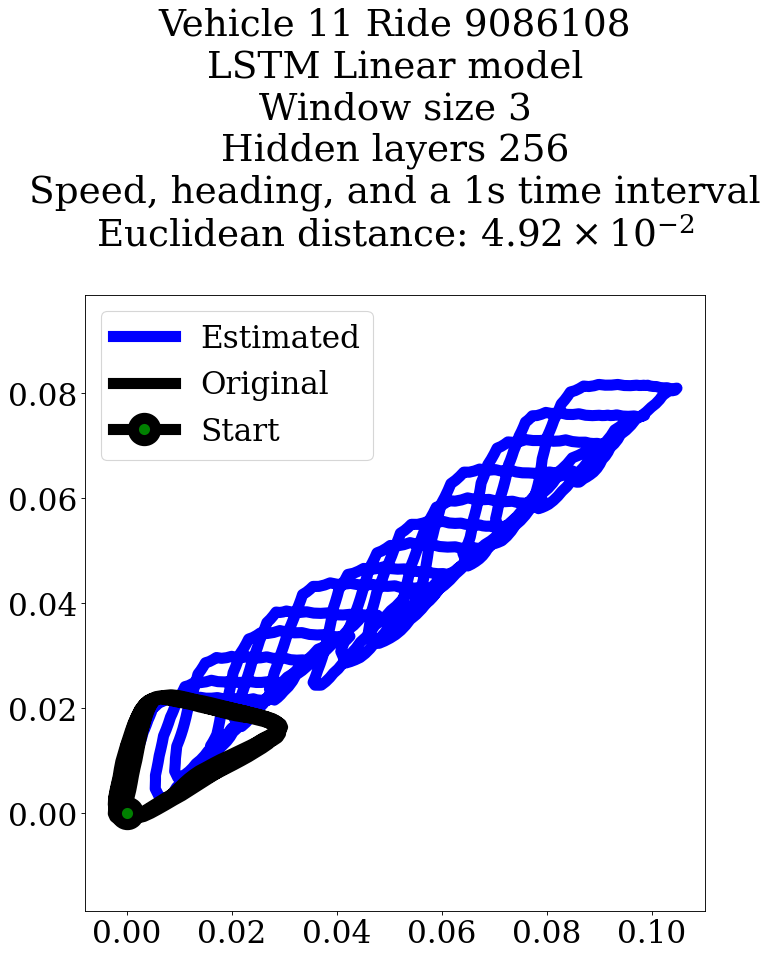 Vehicle 11 Ride 9086108
LSTM Linear model
Window size 3
Hidden layers 256
Speed, heading, and a 1s time interval
Euclidean distance: 4.92 × 10⁻²
Estimated
Original
Start
0.08
0.06
0.04
0.02
0.00
0.00 0.02 0.04 0.06 0.08 0.10